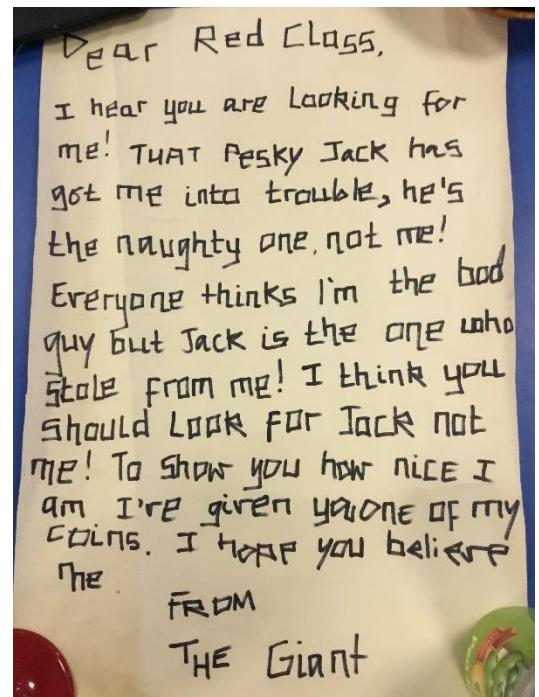 Dear Red Class,
I hear you are Looking for
me! THAT Pesky Jack has
got me into trouble, he's
the naughty one, not me!
Everyone thinks I'm the bad
guy but Jack is the one who
Stole from me! I think you
Should Look for Jack not
me! To Show you how nice I
am I've given you one of my
coins. I hope you believe
me
FROM
THE Giant